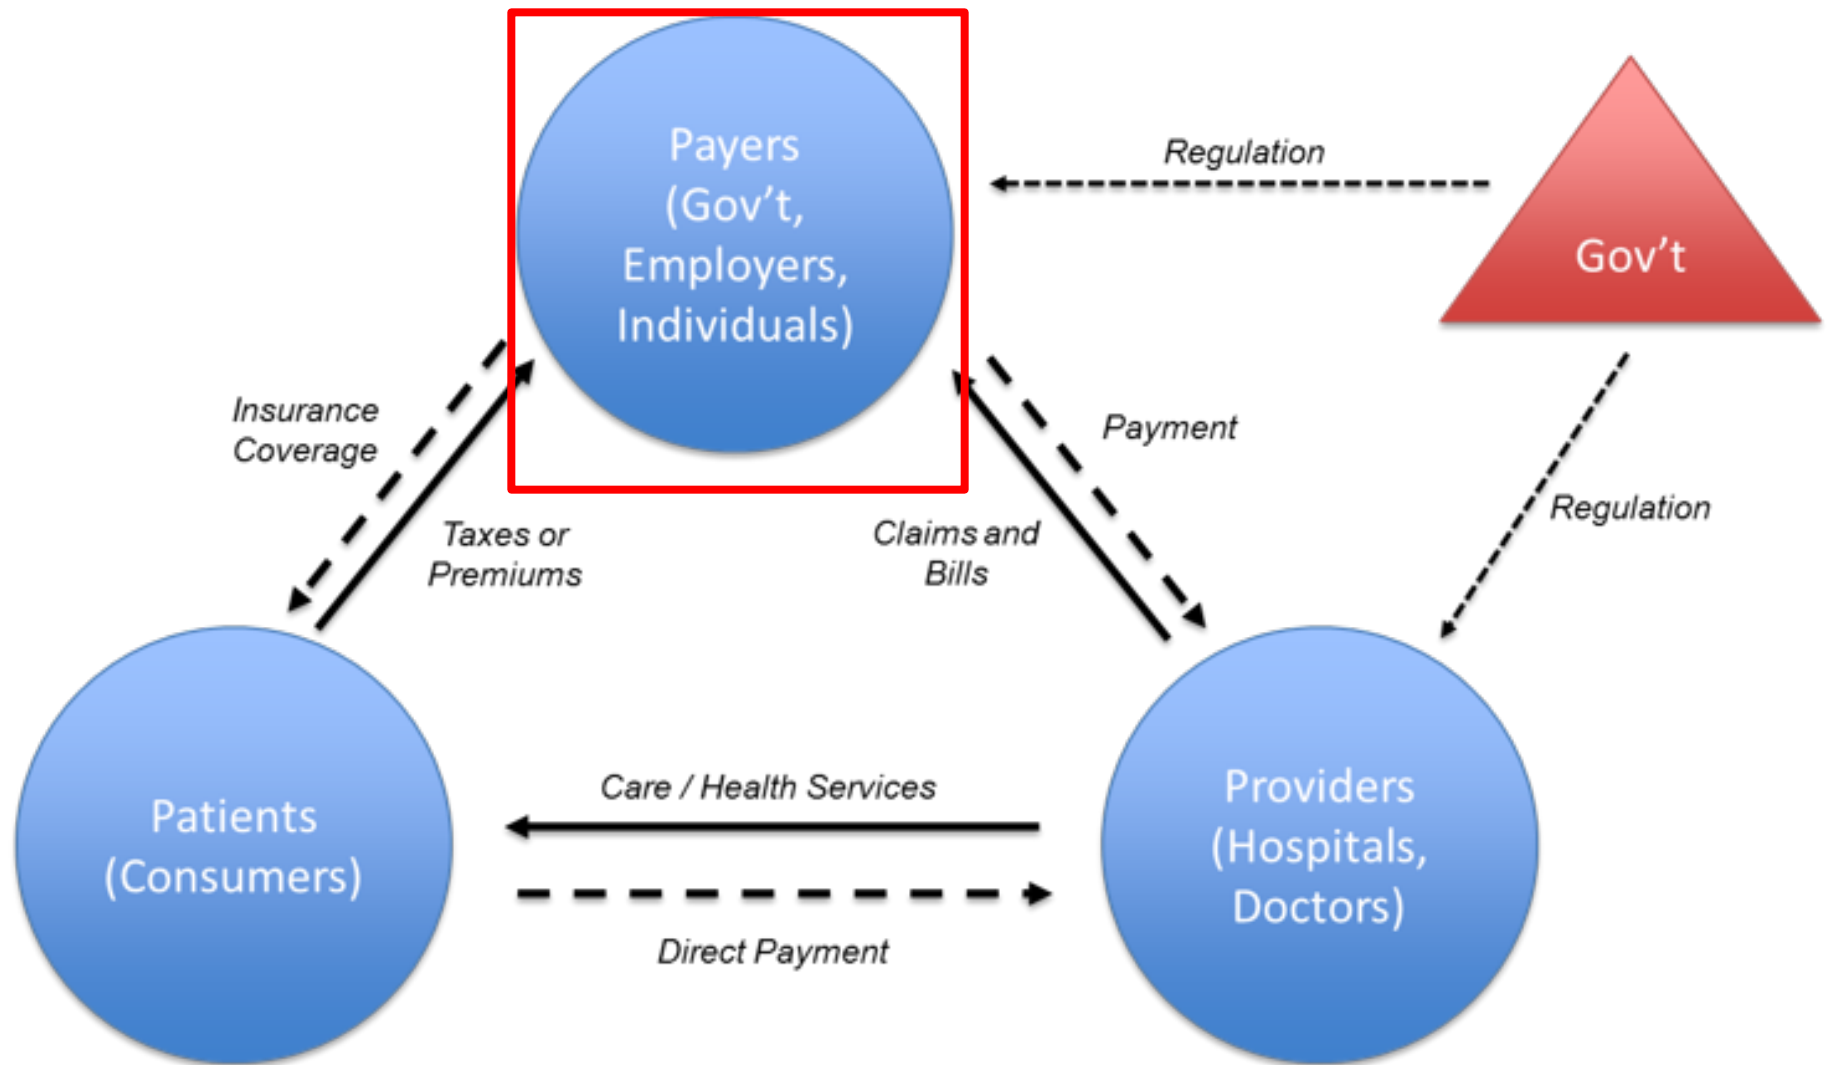 Payers
(Gov’t,
Employers,
Individuals)
Regulation
Gov’t
Insurance
Coverage
Taxes or
Premiums
Payment
Claims and
Bills
Regulation
Patients
(Consumers)
Care / Health Services
Direct Payment
Providers
(Hospitals,
Doctors)